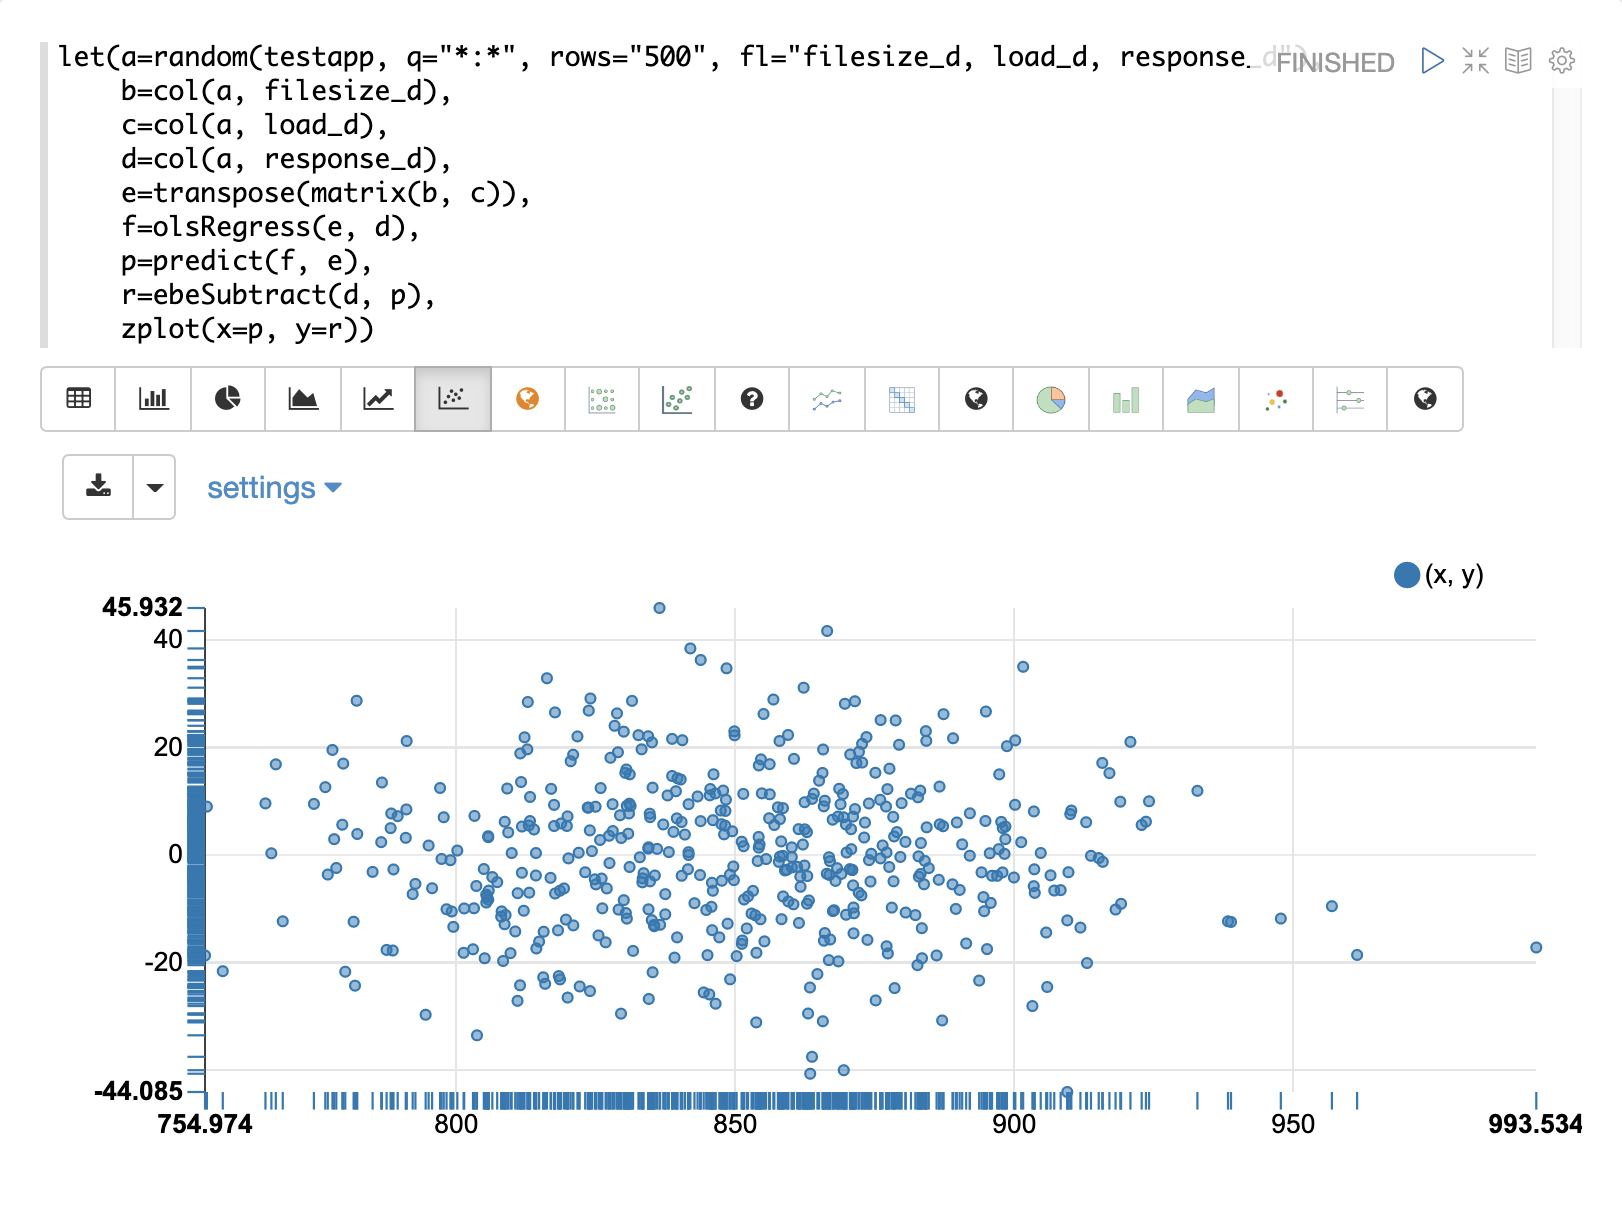 let(a=random(testapp, q="*:*", rows="500", fl="filesize_d, load_d, response_d"),
FINISHED
b=col(a, filesize_d),
c=col(a, load_d),
d=col(a, response_d),
e=transpose(matrix(b, c)),
f=olsRegress(e, d),
p=predict(f, e),
r=ebeSubtract(d, p),
zplot(x=p, y=r))
settings
(x, y)
45.932
40
20
0
-20
-44.085
754.974 800 850 900 950 993.534